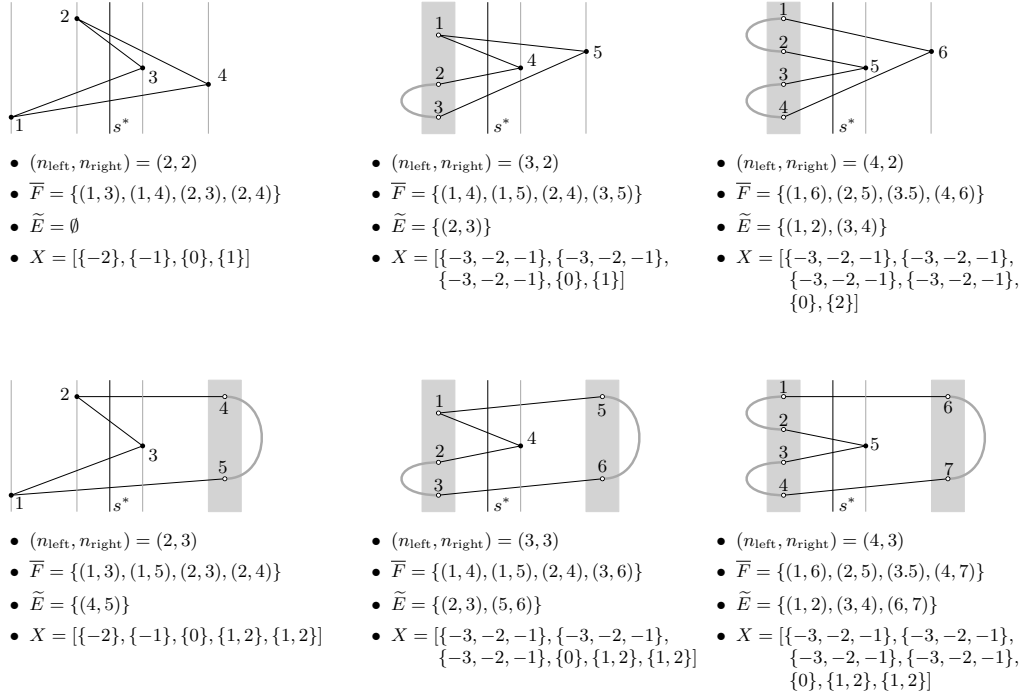 2
3
4
1
s*
• (n_left, n_right) = (2, 2)
• F̅ = {(1, 3), (1, 4), (2, 3), (2, 4)}
• Ẽ = ∅
• X = [{−2}, {−1}, {0}, {1}]
1
2
3
4
5
s*
• (n_left, n_right) = (3, 2)
• F̅ = {(1, 4), (1, 5), (2, 4), (3, 5)}
• Ẽ = {(2, 3)}
• X = [{−3, −2, −1}, {−3, −2, −1},
{−3, −2, −1}, {0}, {1}]
1
2
3
4
5
6
s*
• (n_left, n_right) = (4, 2)
• F̅ = {(1, 6), (2, 5), (3.5), (4, 6)}
• Ẽ = {(1, 2), (3, 4)}
• X = [{−3, −2, −1}, {−3, −2, −1},
{−3, −2, −1}, {−3, −2, −1},
{0}, {2}]
2
4
3
5
1
s*
• (n_left, n_right) = (2, 3)
• F̅ = {(1, 3), (1, 5), (2, 3), (2, 4)}
• Ẽ = {(4, 5)}
• X = [{−2}, {−1}, {0}, {1, 2}, {1, 2}]
1
5
4
2
6
3
s*
• (n_left, n_right) = (3, 3)
• F̅ = {(1, 4), (1, 5), (2, 4), (3, 6)}
• Ẽ = {(2, 3), (5, 6)}
• X = [{−3, −2, −1}, {−3, −2, −1},
{−3, −2, −1}, {0}, {1, 2}, {1, 2}]
1
6
2
5
3
7
4
s*
• (n_left, n_right) = (4, 3)
• F̅ = {(1, 6), (2, 5), (3.5), (4, 7)}
• Ẽ = {(1, 2), (3, 4), (6, 7)}
• X = [{−3, −2, −1}, {−3, −2, −1},
{−3, −2, −1}, {−3, −2, −1},
{0}, {1, 2}, {1, 2}]